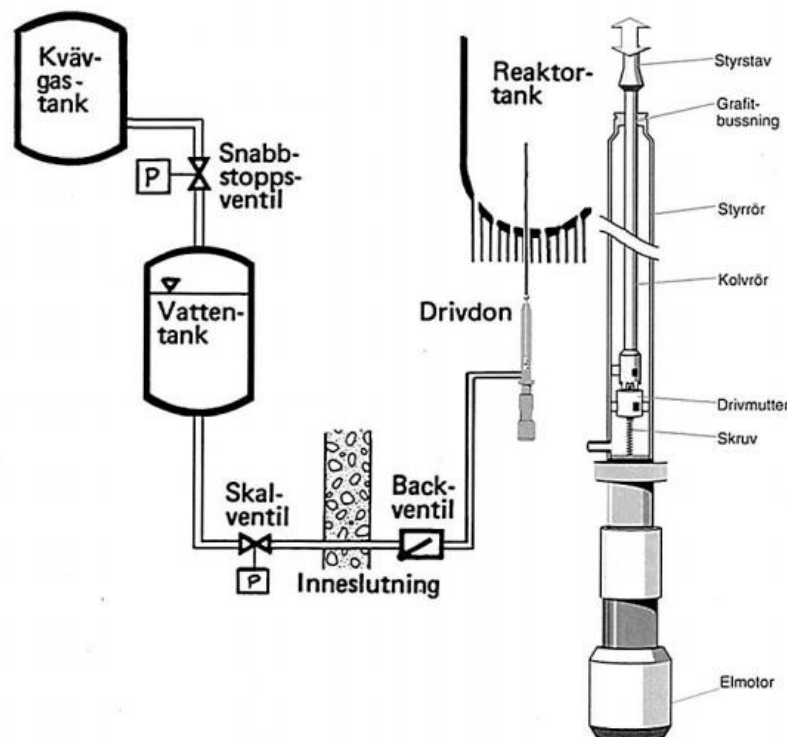 Kväv-
gas-
tank
Snabb-
stopps-
ventil
P
Vatten-
tank
Skal-
ventil
P
Inneslutning
Back-
ventil
Drivdon
Reaktor-
tank
Styrstav
Grafit-
bussning
Styrrör
Kolvrör
Drivmutter
Skruv
Elmotor